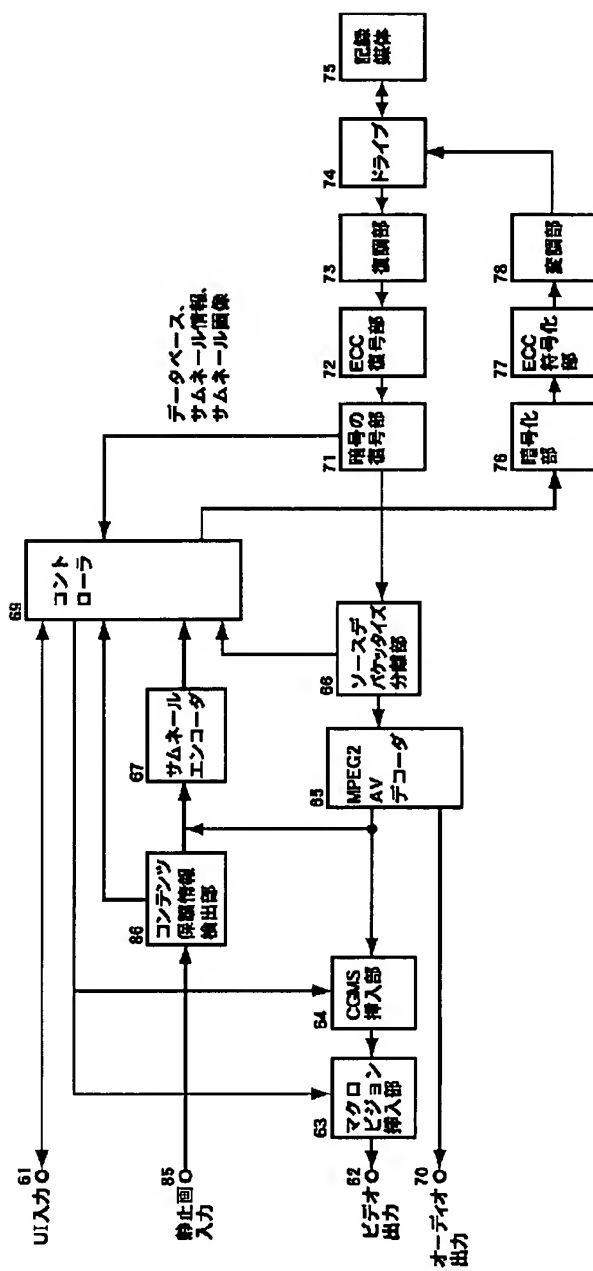 61
UI入力
85
静止画
入力
62
ビデオ
出力
70
オーディオ
出力
63
マクロ
ビジョン
挿入部
64
CGMS
挿入部
86
コンテンツ
保護情報
検出部
67
サムネール
エンコーダ
65
MPEG2
AV
デコーダ
66
ソースデ
パケッタイズ
分離部
69
コント
ローラ
データベース、
サムネール情報、
サムネール画像
71
暗号の
復号部
72
ECC
復号部
73
復調部
74
ドライブ
75
記録
媒体
76
暗号化
部
77
ECC
符号化
部
78
変調部